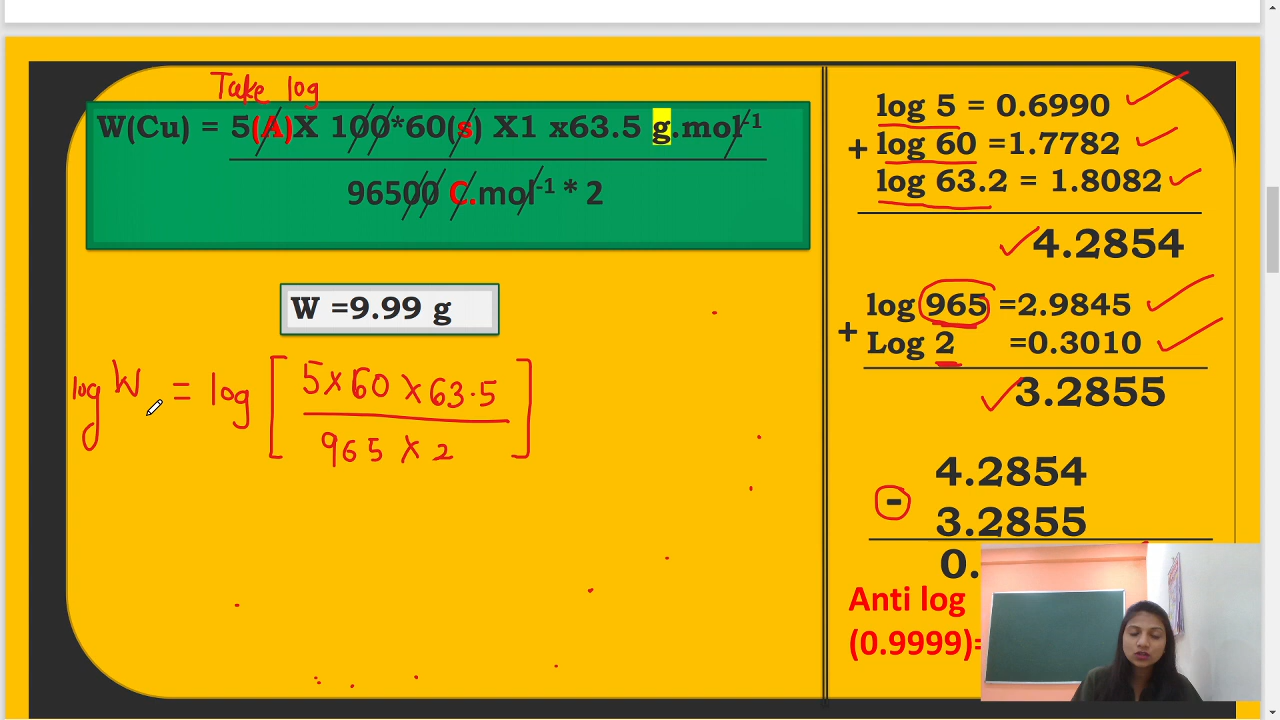 Take log
W(Cu) = 5(A)X 100*60(s) X1 x63.5 g.mol-1
96500 C.mol-1 * 2
W =9.99 g
log W = log [ 5×60×63.5
965×2 ]
log 5 = 0.6990
+ log 60 =1.7782
log 63.2 = 1.8082
4.2854
log 965 =2.9845
+ Log 2 =0.3010
3.2855
4.2854
-
3.2855
0.
Anti log
(0.9999)=